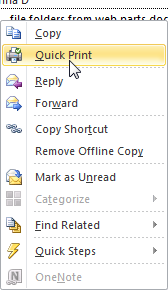 file folders from web parts doc
Copy
Quick Print
Reply
Forward
Copy Shortcut
Remove Offline Copy
Mark as Unread
Categorize
Find Related
Quick Steps
OneNote